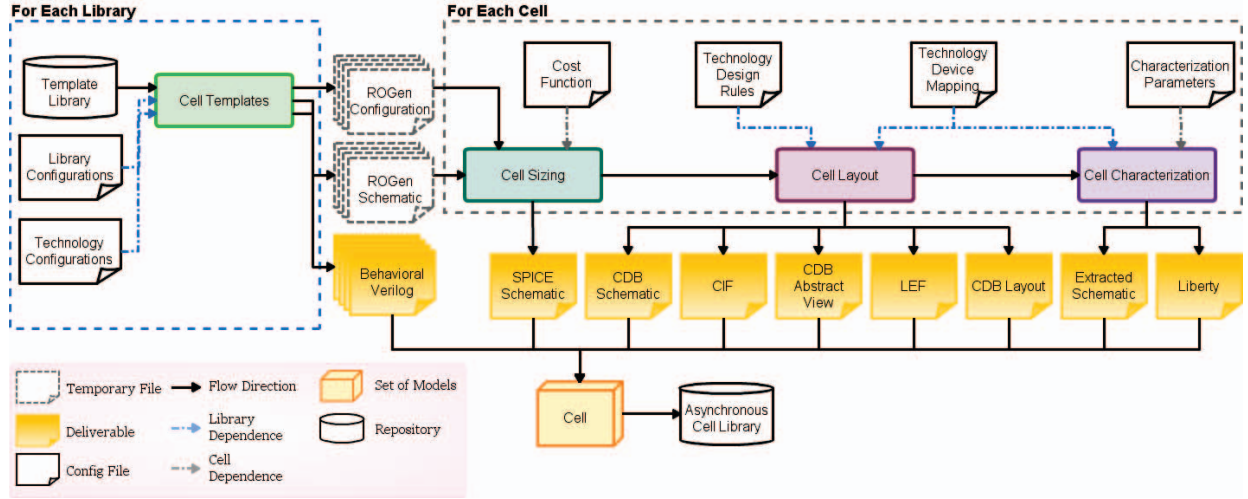 For Each Library
For Each Cell
Template
Library
Cell Templates
Library
Configurations
Technology
Configurations
ROGen
Configuration
ROGen
Schematic
Behavioral
Verilog
Cost
Function
Technology
Design
Rules
Technology
Device
Mapping
Characterization
Parameters
Cell Sizing
Cell Layout
Cell Characterization
SPICE
Schematic
CDB
Schematic
CIF
CDB
Abstract
View
LEF
CDB Layout
Extracted
Schematic
Liberty
Cell
Asynchronous
Cell Library
Temporary File
Flow Direction
Set of Models
Deliverable
Library
Dependence
Repository
Config File
Cell
Dependence